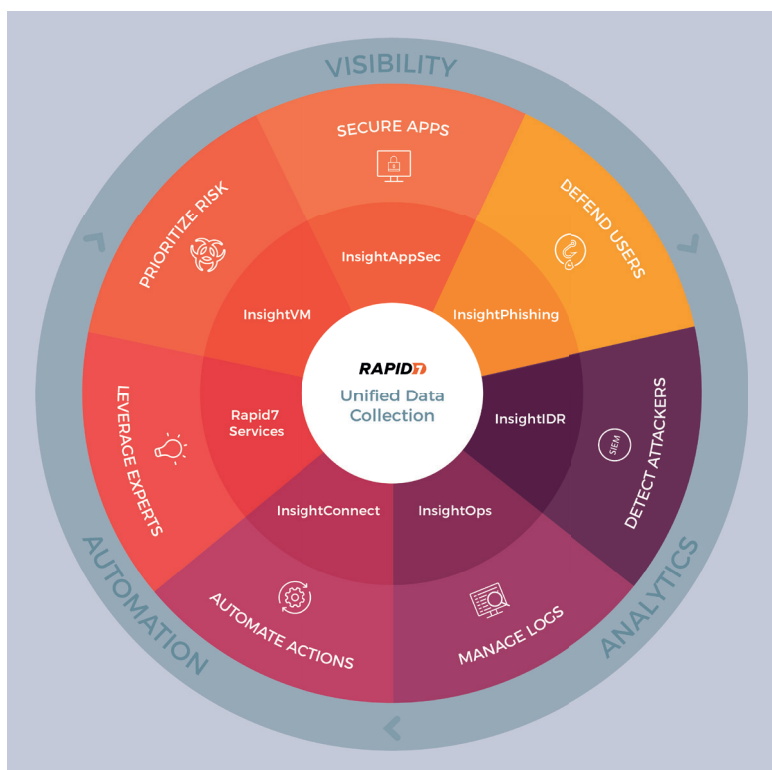 VISIBILITY
SECURE APPS
InsightAppSec
DEFEND USERS
InsightPhishing
DETECT ATTACKERS
SIEM
InsightIDR
ANALYTICS
MANAGE LOGS
InsightOps
AUTOMATE ACTIONS
InsightConnect
AUTOMATION
LEVERAGE EXPERTS
Rapid7
Services
PRIORITIZE RISK
InsightVM
RAPID7
Unified Data
Collection